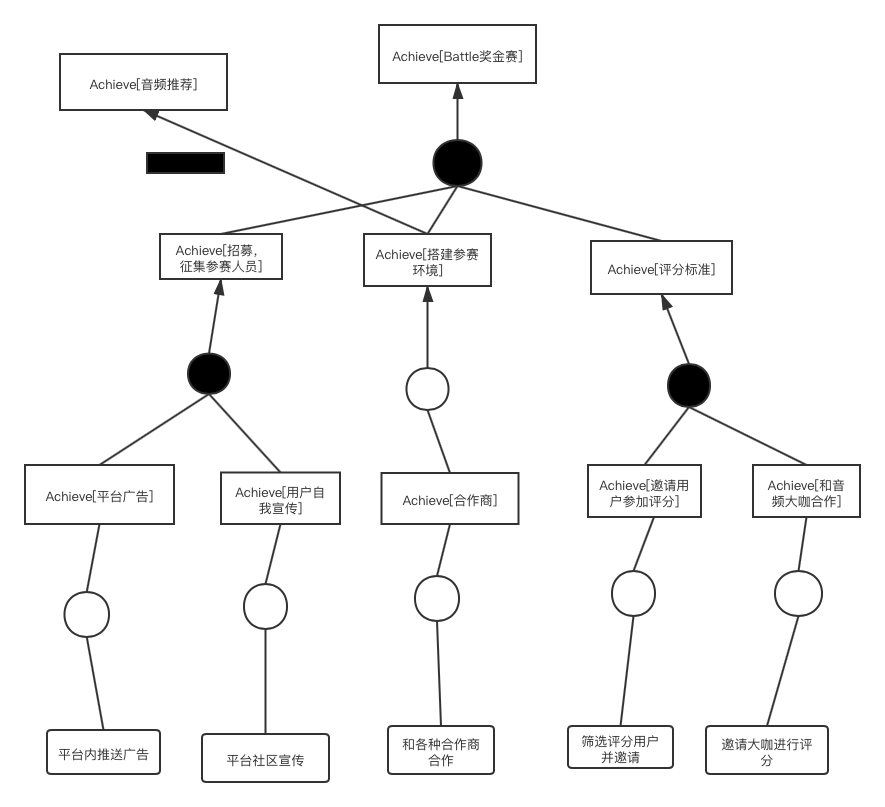 Achieve[Battle奖金赛]
Achieve[音频推荐]
Achieve[招募,
征集参赛人员]
Achieve[搭建参赛
环境]
Achieve[评分标准]
Achieve[平台广告]
Achieve[用户自
我宣传]
Achieve[合作商]
Achieve[邀请用
户参加评分]
Achieve[和音
频大咖合作]
平台内推送广告
平台社区宣传
和各种合作商
合作
筛选评分用户
并邀请
邀请大咖进行评
分